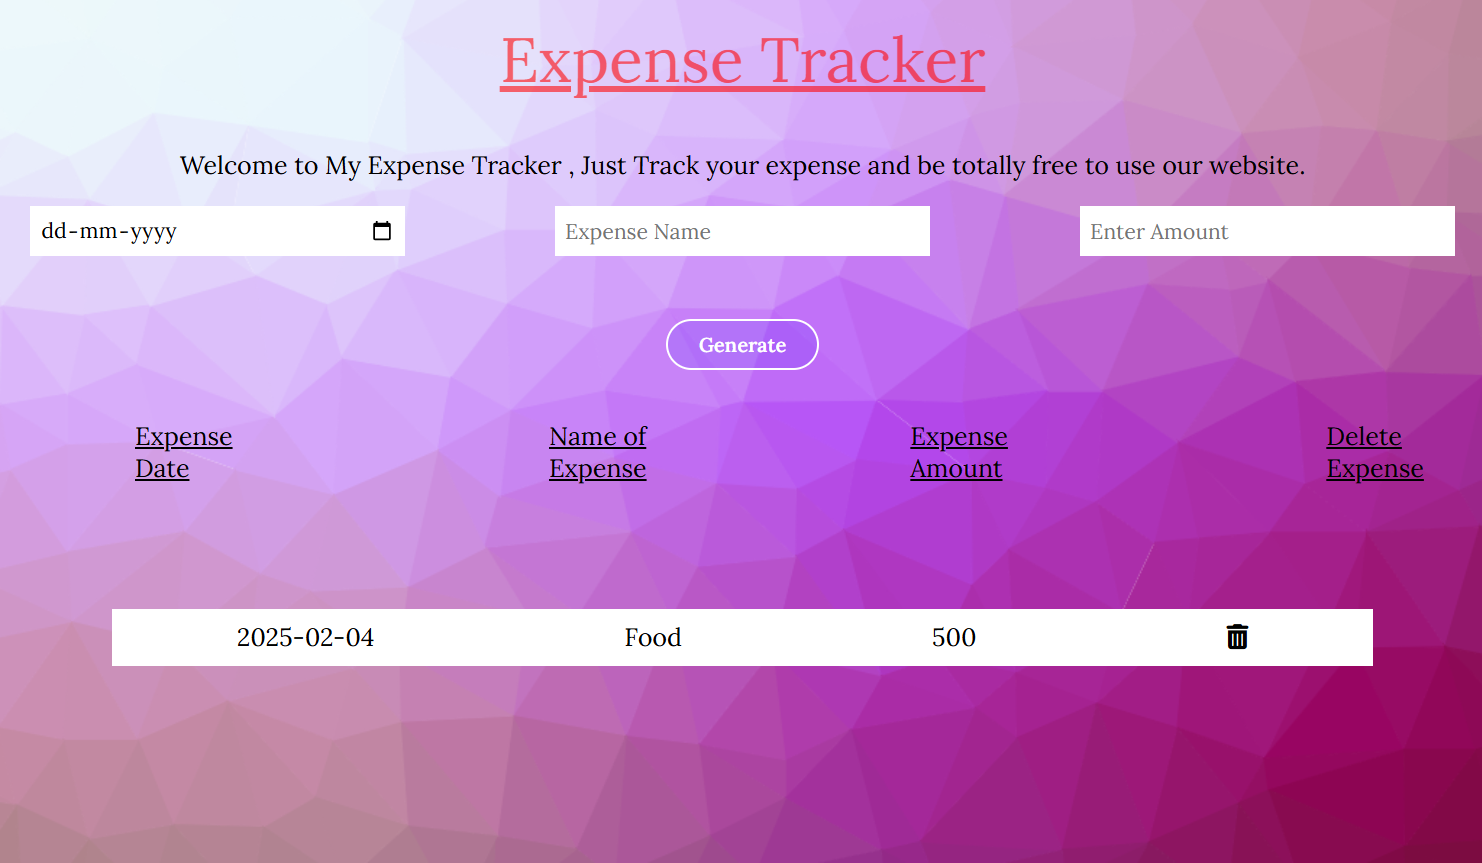 Expense Tracker
Welcome to My Expense Tracker , Just Track your expense and be totally free to use our website.
dd-mm-yyyy Expense Name Enter Amount
Generate
Expense Date Name of Expense Expense Amount Delete Expense
2025-02-04 Food 500